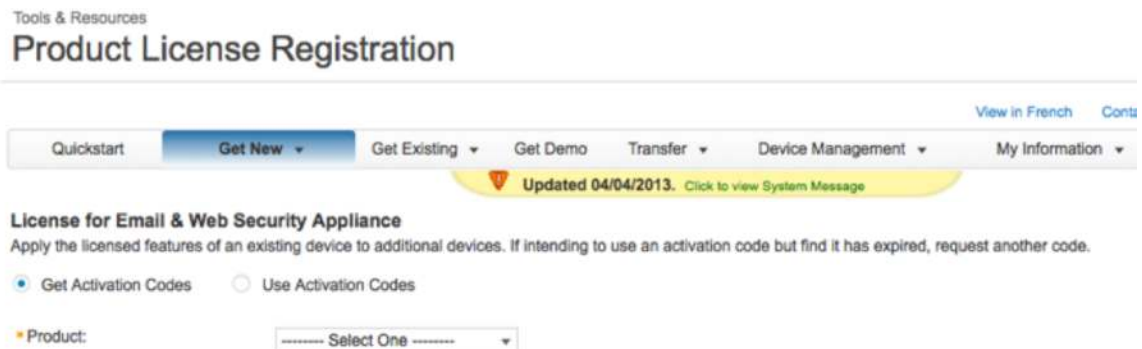 Tools & Resources
Product License Registration
View in French
Quickstart Get New Get Existing Get Demo Transfer Device Management My Information
Updated 04/04/2013. Click to view System Message
License for Email & Web Security Appliance
Apply the licensed features of an existing device to additional devices. If intending to use an activation code but find it has expired, request another code.
Get Activation Codes Use Activation Codes
Product: -------- Select One --------